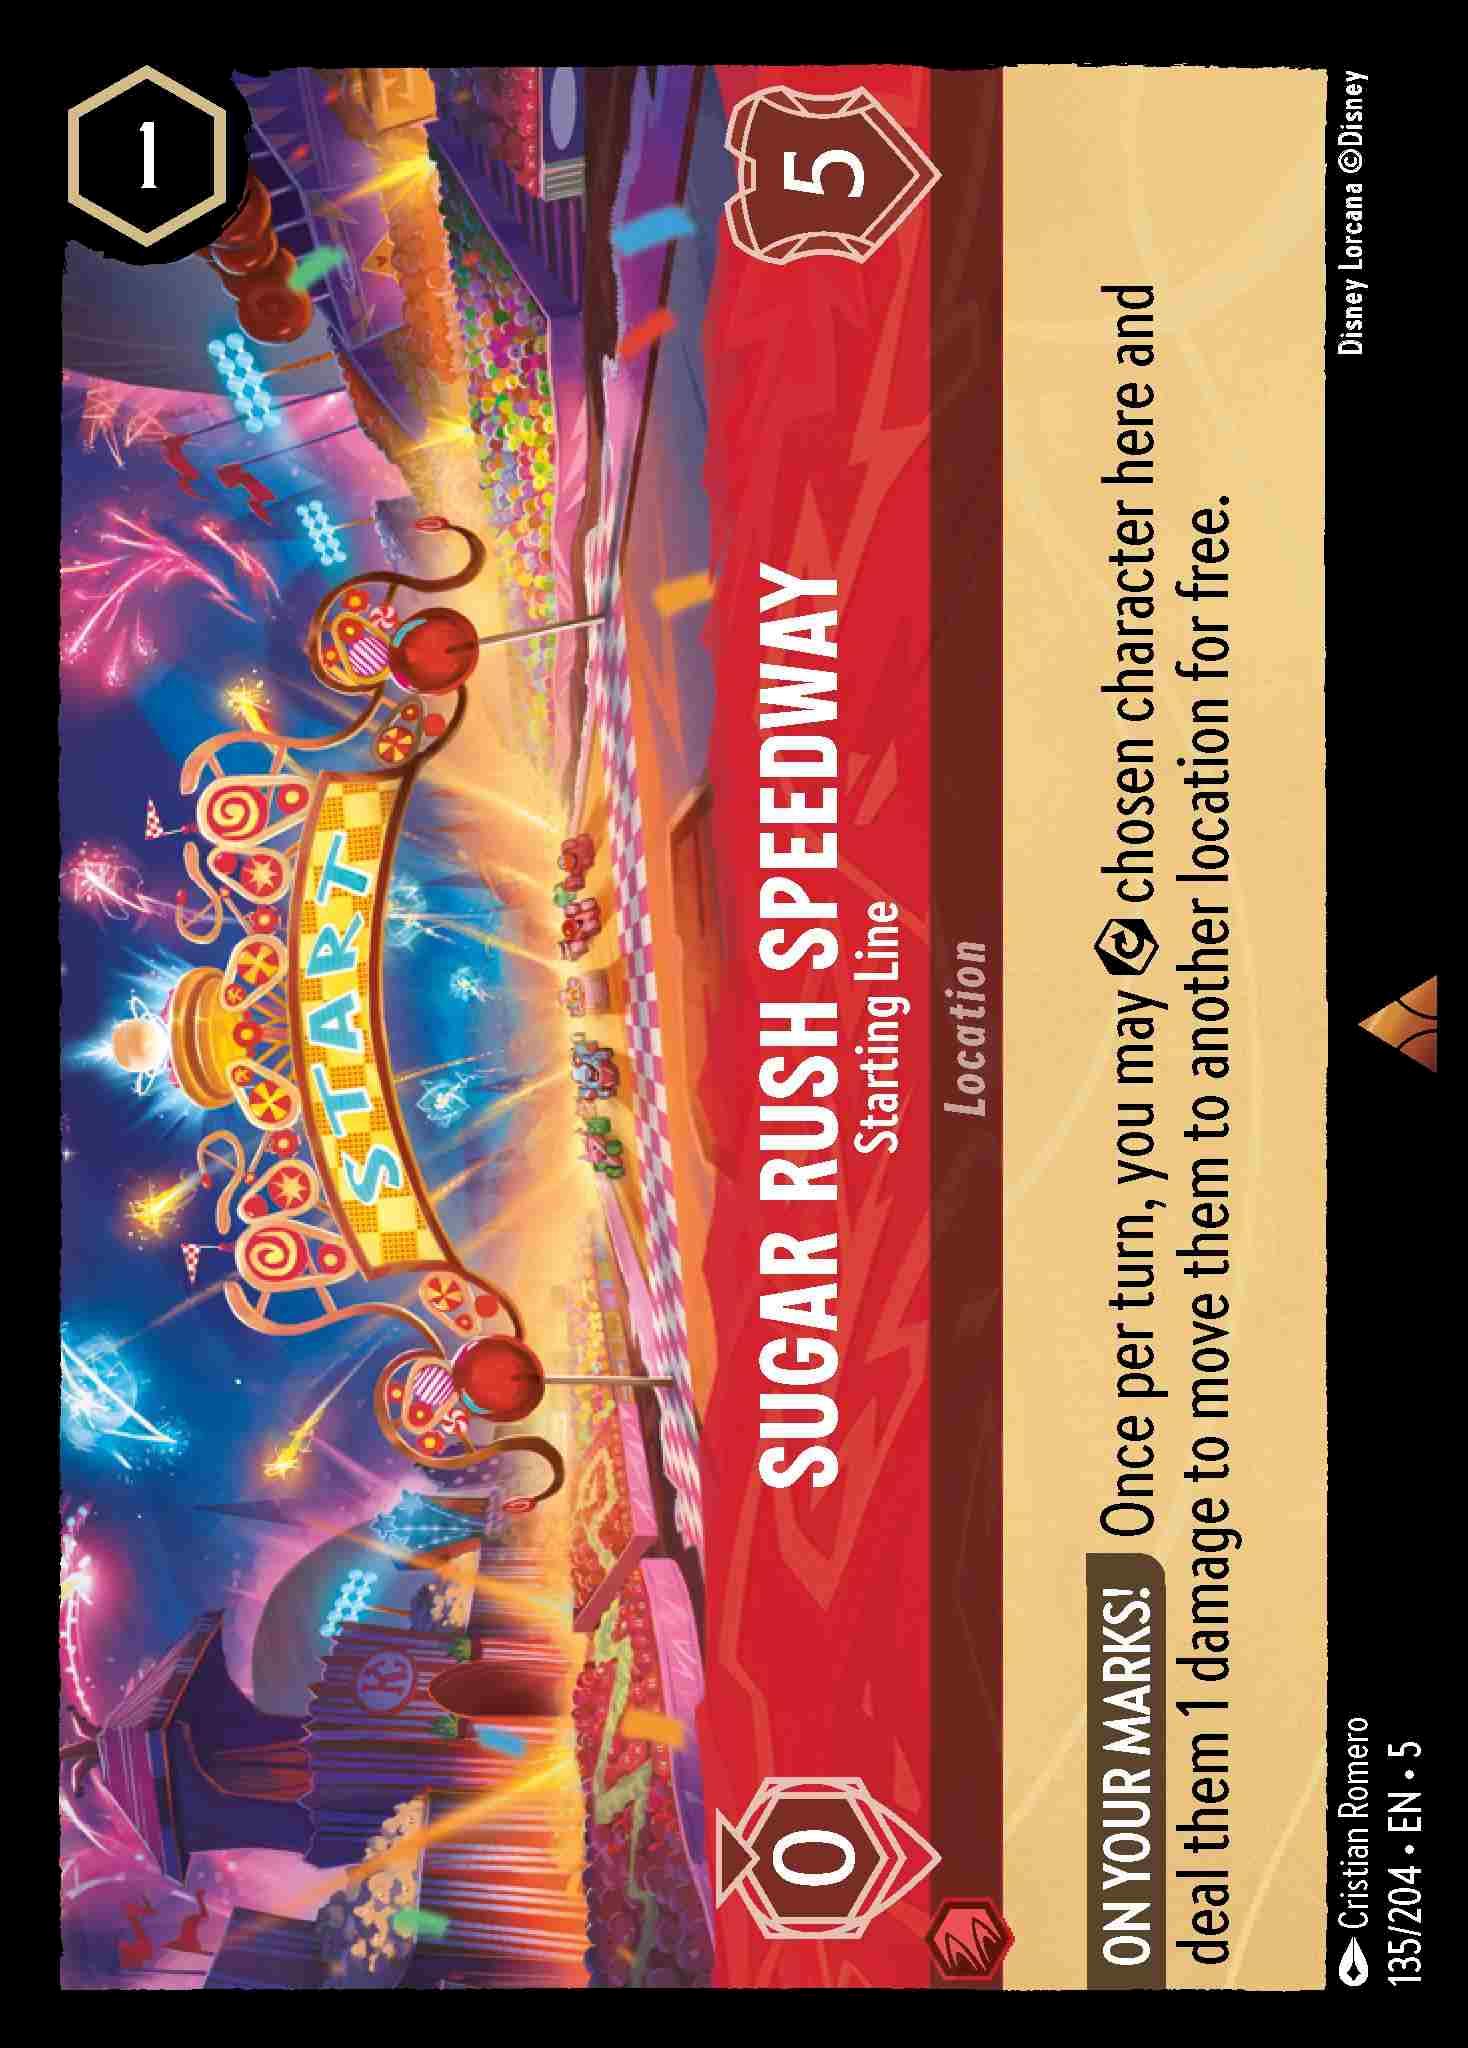 1
START
0
SUGAR RUSH SPEEDWAY
5
Starting Line
Location
ON YOUR MARKS! Once per turn, you may chosen character here and
deal them 1 damage to move them to another location for free.
Cristian Romero
Disney Lorcana ©Disney
135/204 • EN • 5